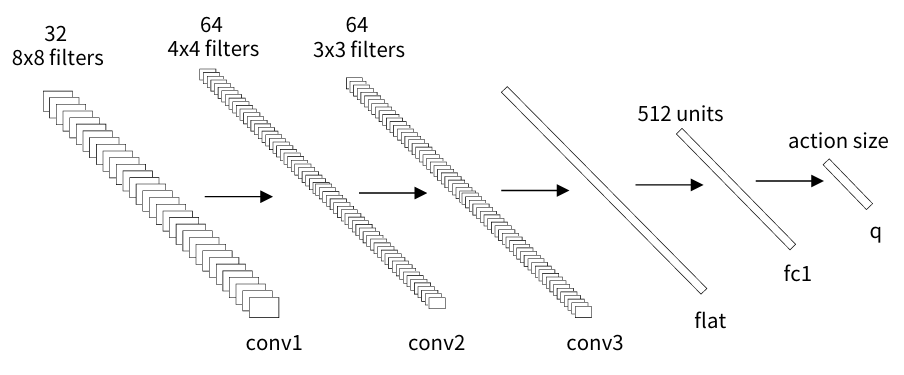 32
8x8 filters
64
4x4 filters
64
3x3 filters
512 units
action size
conv1
conv2
conv3
flat
fc1
q